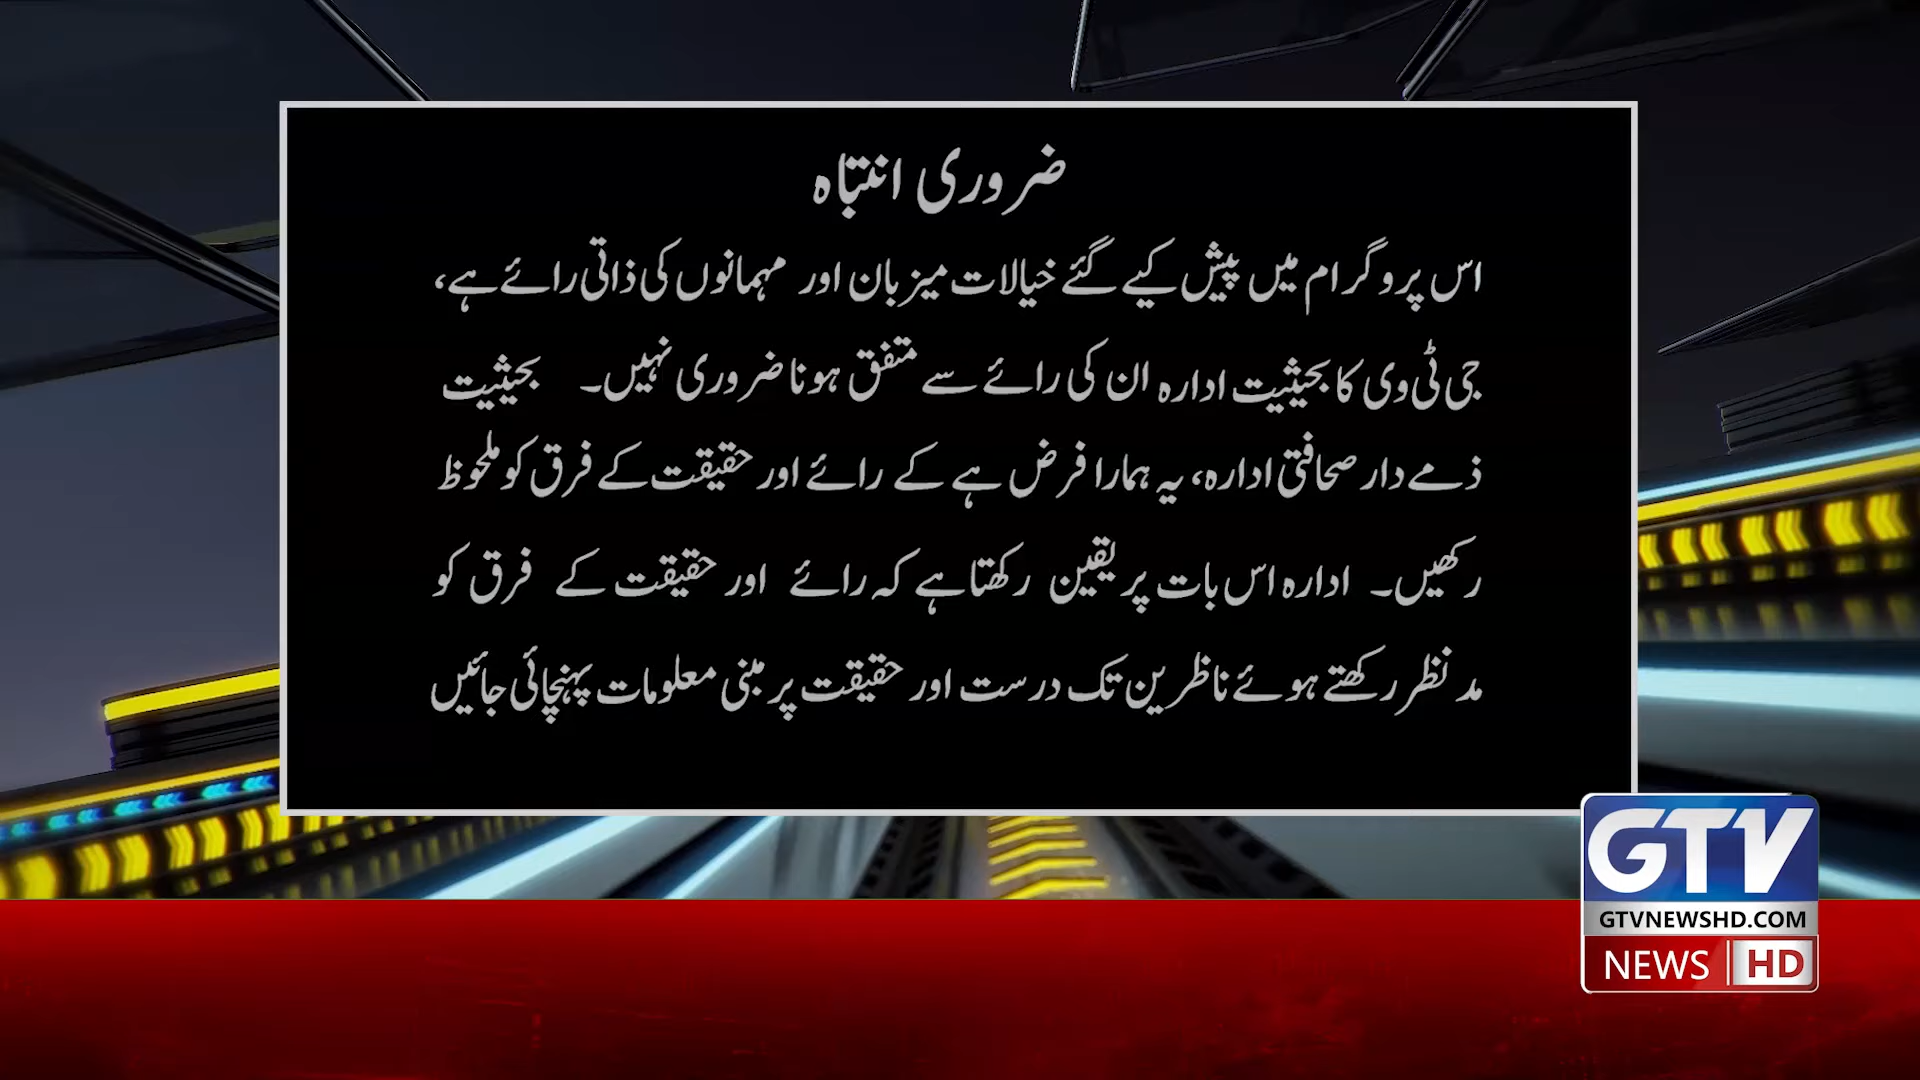 ضروری انتباہ
اس پروگرام میں پیش کیے گئے خیالات میزبان اور مہمانوں کی ذاتی رائے ہے،
جی ٹی وی کا بحیثیت ادارہ ان کی رائے سے متفق ہونا ضروری نہیں۔ بحیثیت
ذمے دار صحافتی ادارہ، یہ ہمارا فرض ہے کے رائے اور حقیقت کے فرق کو ملحوظ
رکھیں۔ ادارہ اس بات پر یقین رکھتا ہے کہ رائے اور حقیقت کے فرق کو
مد نظر رکھتے ہوئے ناظرین تک درست اور حقیقت پر مبنی معلومات پہنچائی جائیں
GTV
GTVNEWSHD.COM
NEWS HD